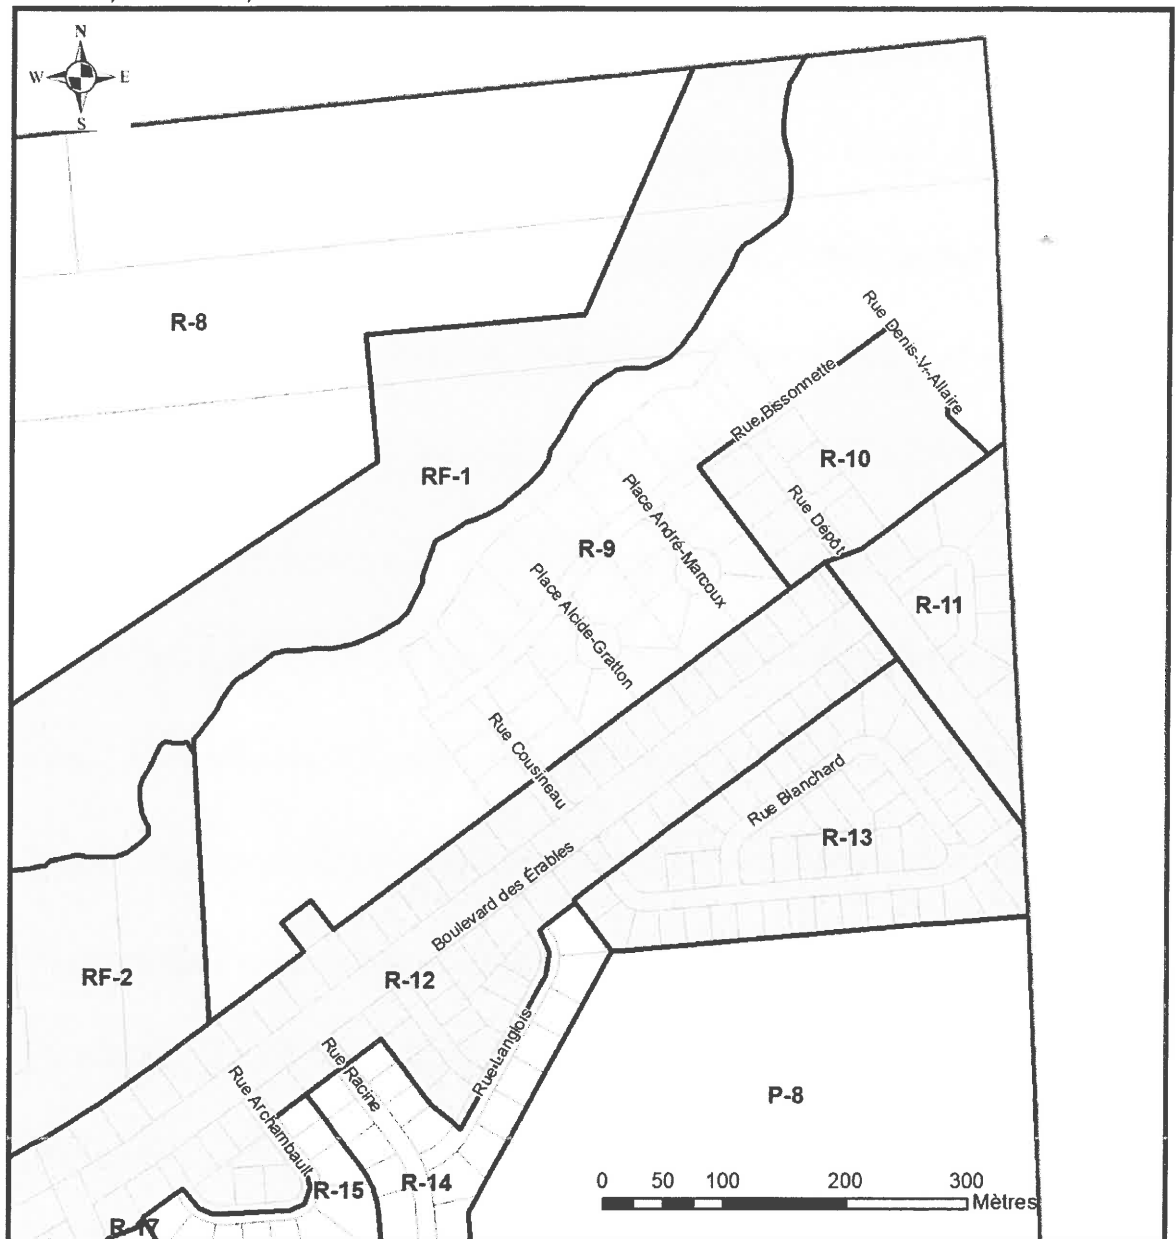 N
W E
S
R-8
Rue Denis-V.-Allaire
Rue Bissonnette
R-10
RF-1
Place André-Marcoux
Rue Dépôt
R-9
Place Alcide-Gratton
R-11
Rue Cousineau
Rue Blanchard
R-13
Boulevard des Érables
RF-2
R-12
Rue Langlois
Rue Racine
Rue Archambault
P-8
R-15
R-14
0 50 100 200 300
Mètres
R-17